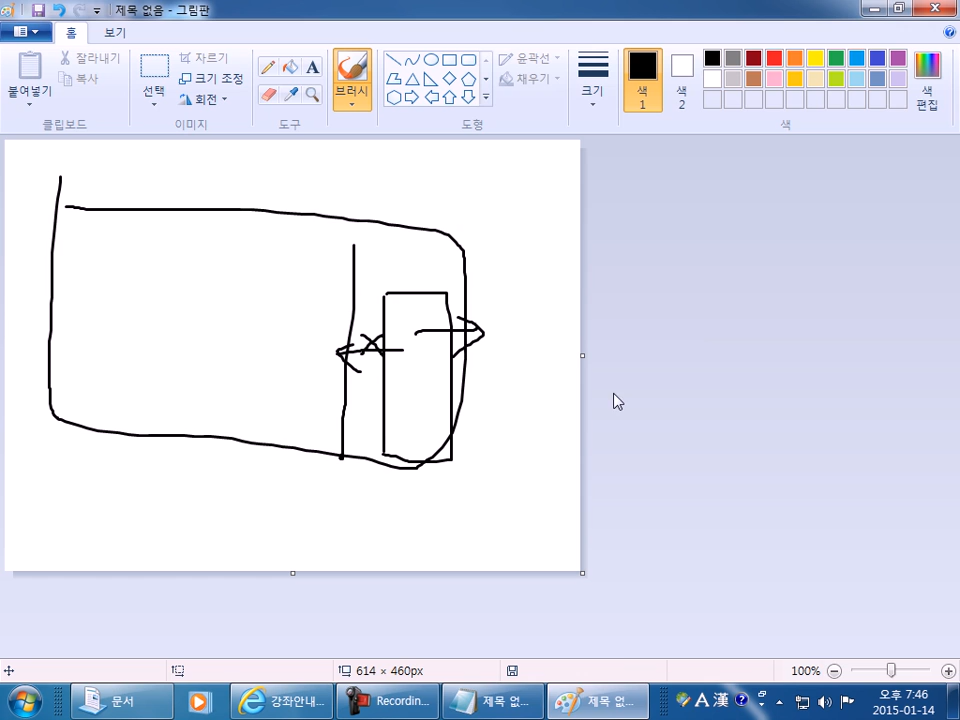 제목 없음 - 그림판
홈
보기
붙여넣기
잘라내기
복사
클립보드
선택
자르기
크기 조정
회전
이미지
A
도구
브러시
윤곽선
채우기
도형
크기
색
1
색
2
색
편집
색
614 × 460px
100%
문서
강좌안내...
Recordin...
제목 없...
제목 없...
A 漢
오후 7:46
2015-01-14